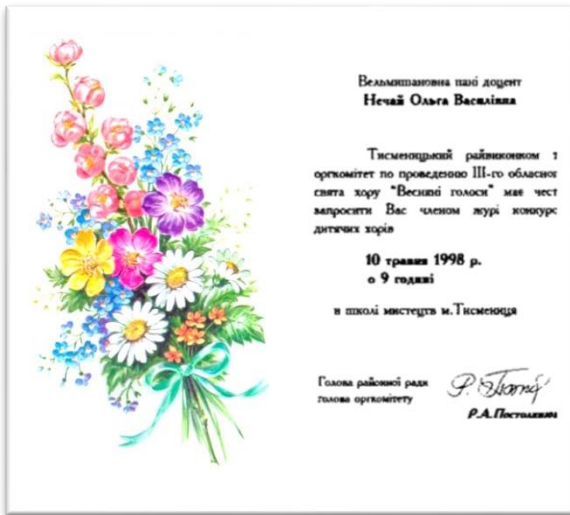 Вельмишановна пані доцент
Нечай Ольга Василівна
Тисменицький райвиконком т
оргкомітет по проведенню III-го обласног
свята хору "Весняні голоси" має чест
запросити Вас членом журі конкурс
дитячих хорів
10 травня 1998 р.
о 9 годині
в школі мистецтв м.Тисмениця
Голова районної ради
голова оргкомітету
Р.А.